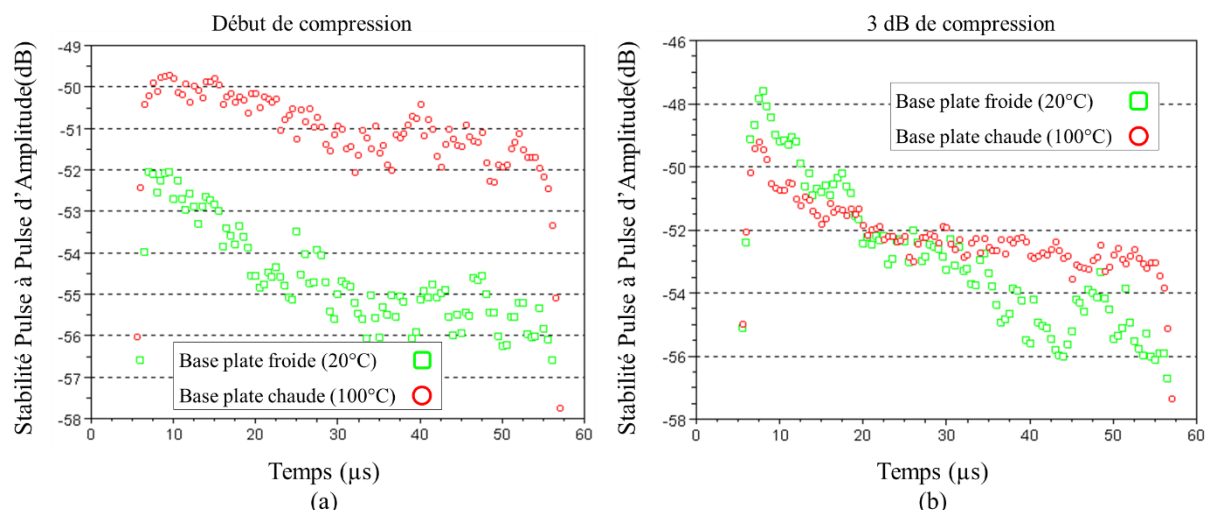 Début de compression
Stabilité Pulse à Pulse d'Amplitude(dB)
-49
-50
-51
-52
-53
-54
-55
-56
-57
-58
Base plate froide (20°C)
Base plate chaude (100°C)
0
10
20
30
40
50
60
Temps (µs)
(a)
3 dB de compression
Stabilité Pulse à Pulse d'Amplitude(dB)
-46
-48
-50
-52
-54
-56
-58
Base plate froide (20°C)
Base plate chaude (100°C)
0
10
20
30
40
50
60
Temps (µs)
(b)